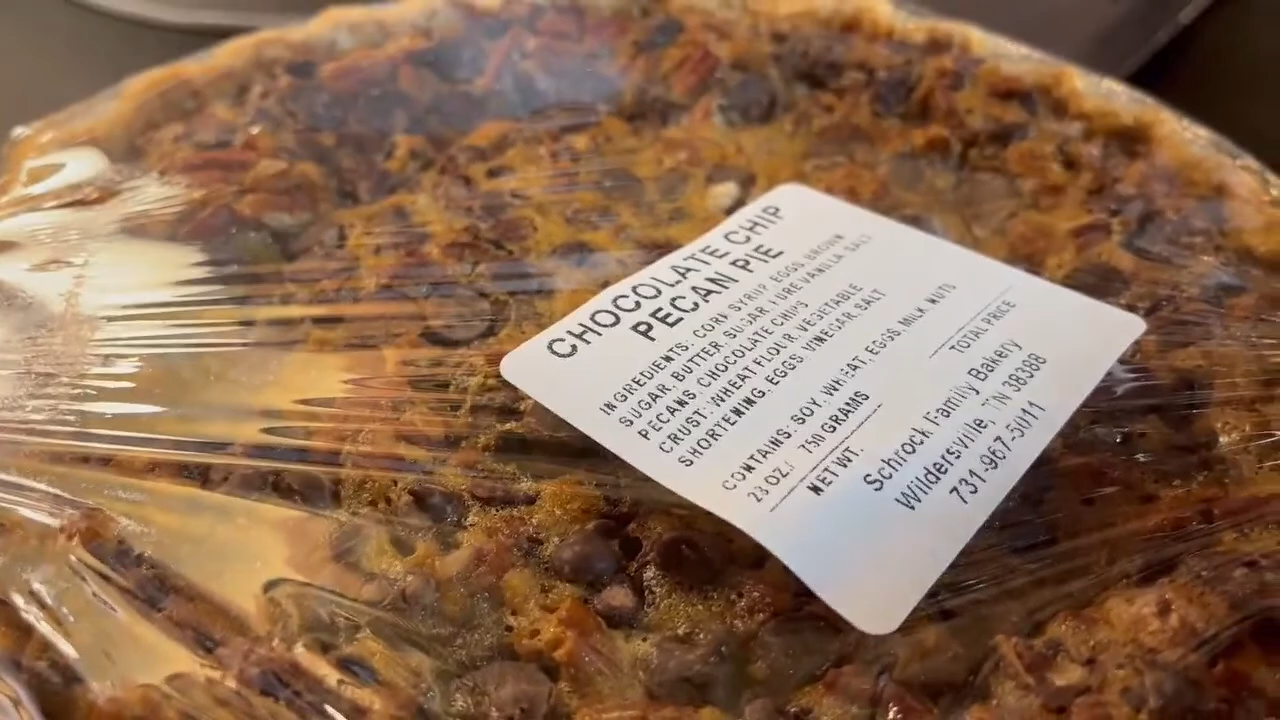 CHOCOLATE CHIP
PECAN PIE
INGREDIENTS: CORN SYRUP, EGGS, BROWN
SUGAR, BUTTER SUGAR, PURE VANILLA, SALT
PECANS, CHOCOLATE CHIPS
CRUST: WHEAT FLOUR, VEGETABLE
SHORTENING, EGGS, VINEGAR, SALT
CONTAINS: SOY, WHEAT, EGGS, MILK, NUTS
23 OZ./ 750 GRAMS
NET WT.
TOTAL PRICE
Schrock Family Bakery
Wildersville, TN 38388
731-967-5011